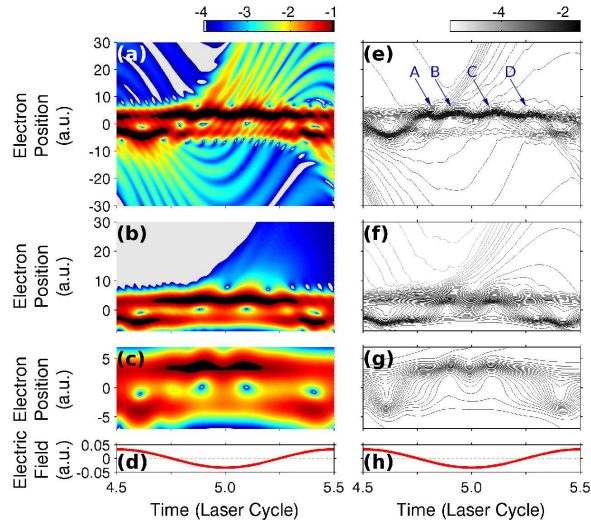 -4 -3 -2 -1
-4 -2
(a)
30
20
10
0
-10
-20
-30
Electron
Position
(a.u.)
(e)
A B C D
(b)
30
20
10
0
Electron
Position
(a.u.)
(f)
(c)
5
0
-5
Electron
Position
(a.u.)
(g)
(d)
0.05
0.00
-0.05
Electric
Field
(a.u.)
(h)
4.5 5.0 5.5
4.5 5.0 5.5
Time (Laser Cycle)
Time (Laser Cycle)